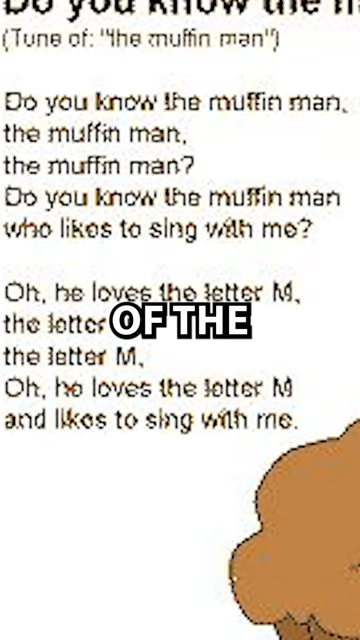 Do you know the m
(Tune of: "the muffin man")
Do you know the muffin man,
the muffin man,
the muffin man?
Do you know the muffin man
who likes to sing with me?
Oh, he loves the letter M,
the letter OF THE
the letter M,
Oh, he loves the letter M
and likes to sing with me.